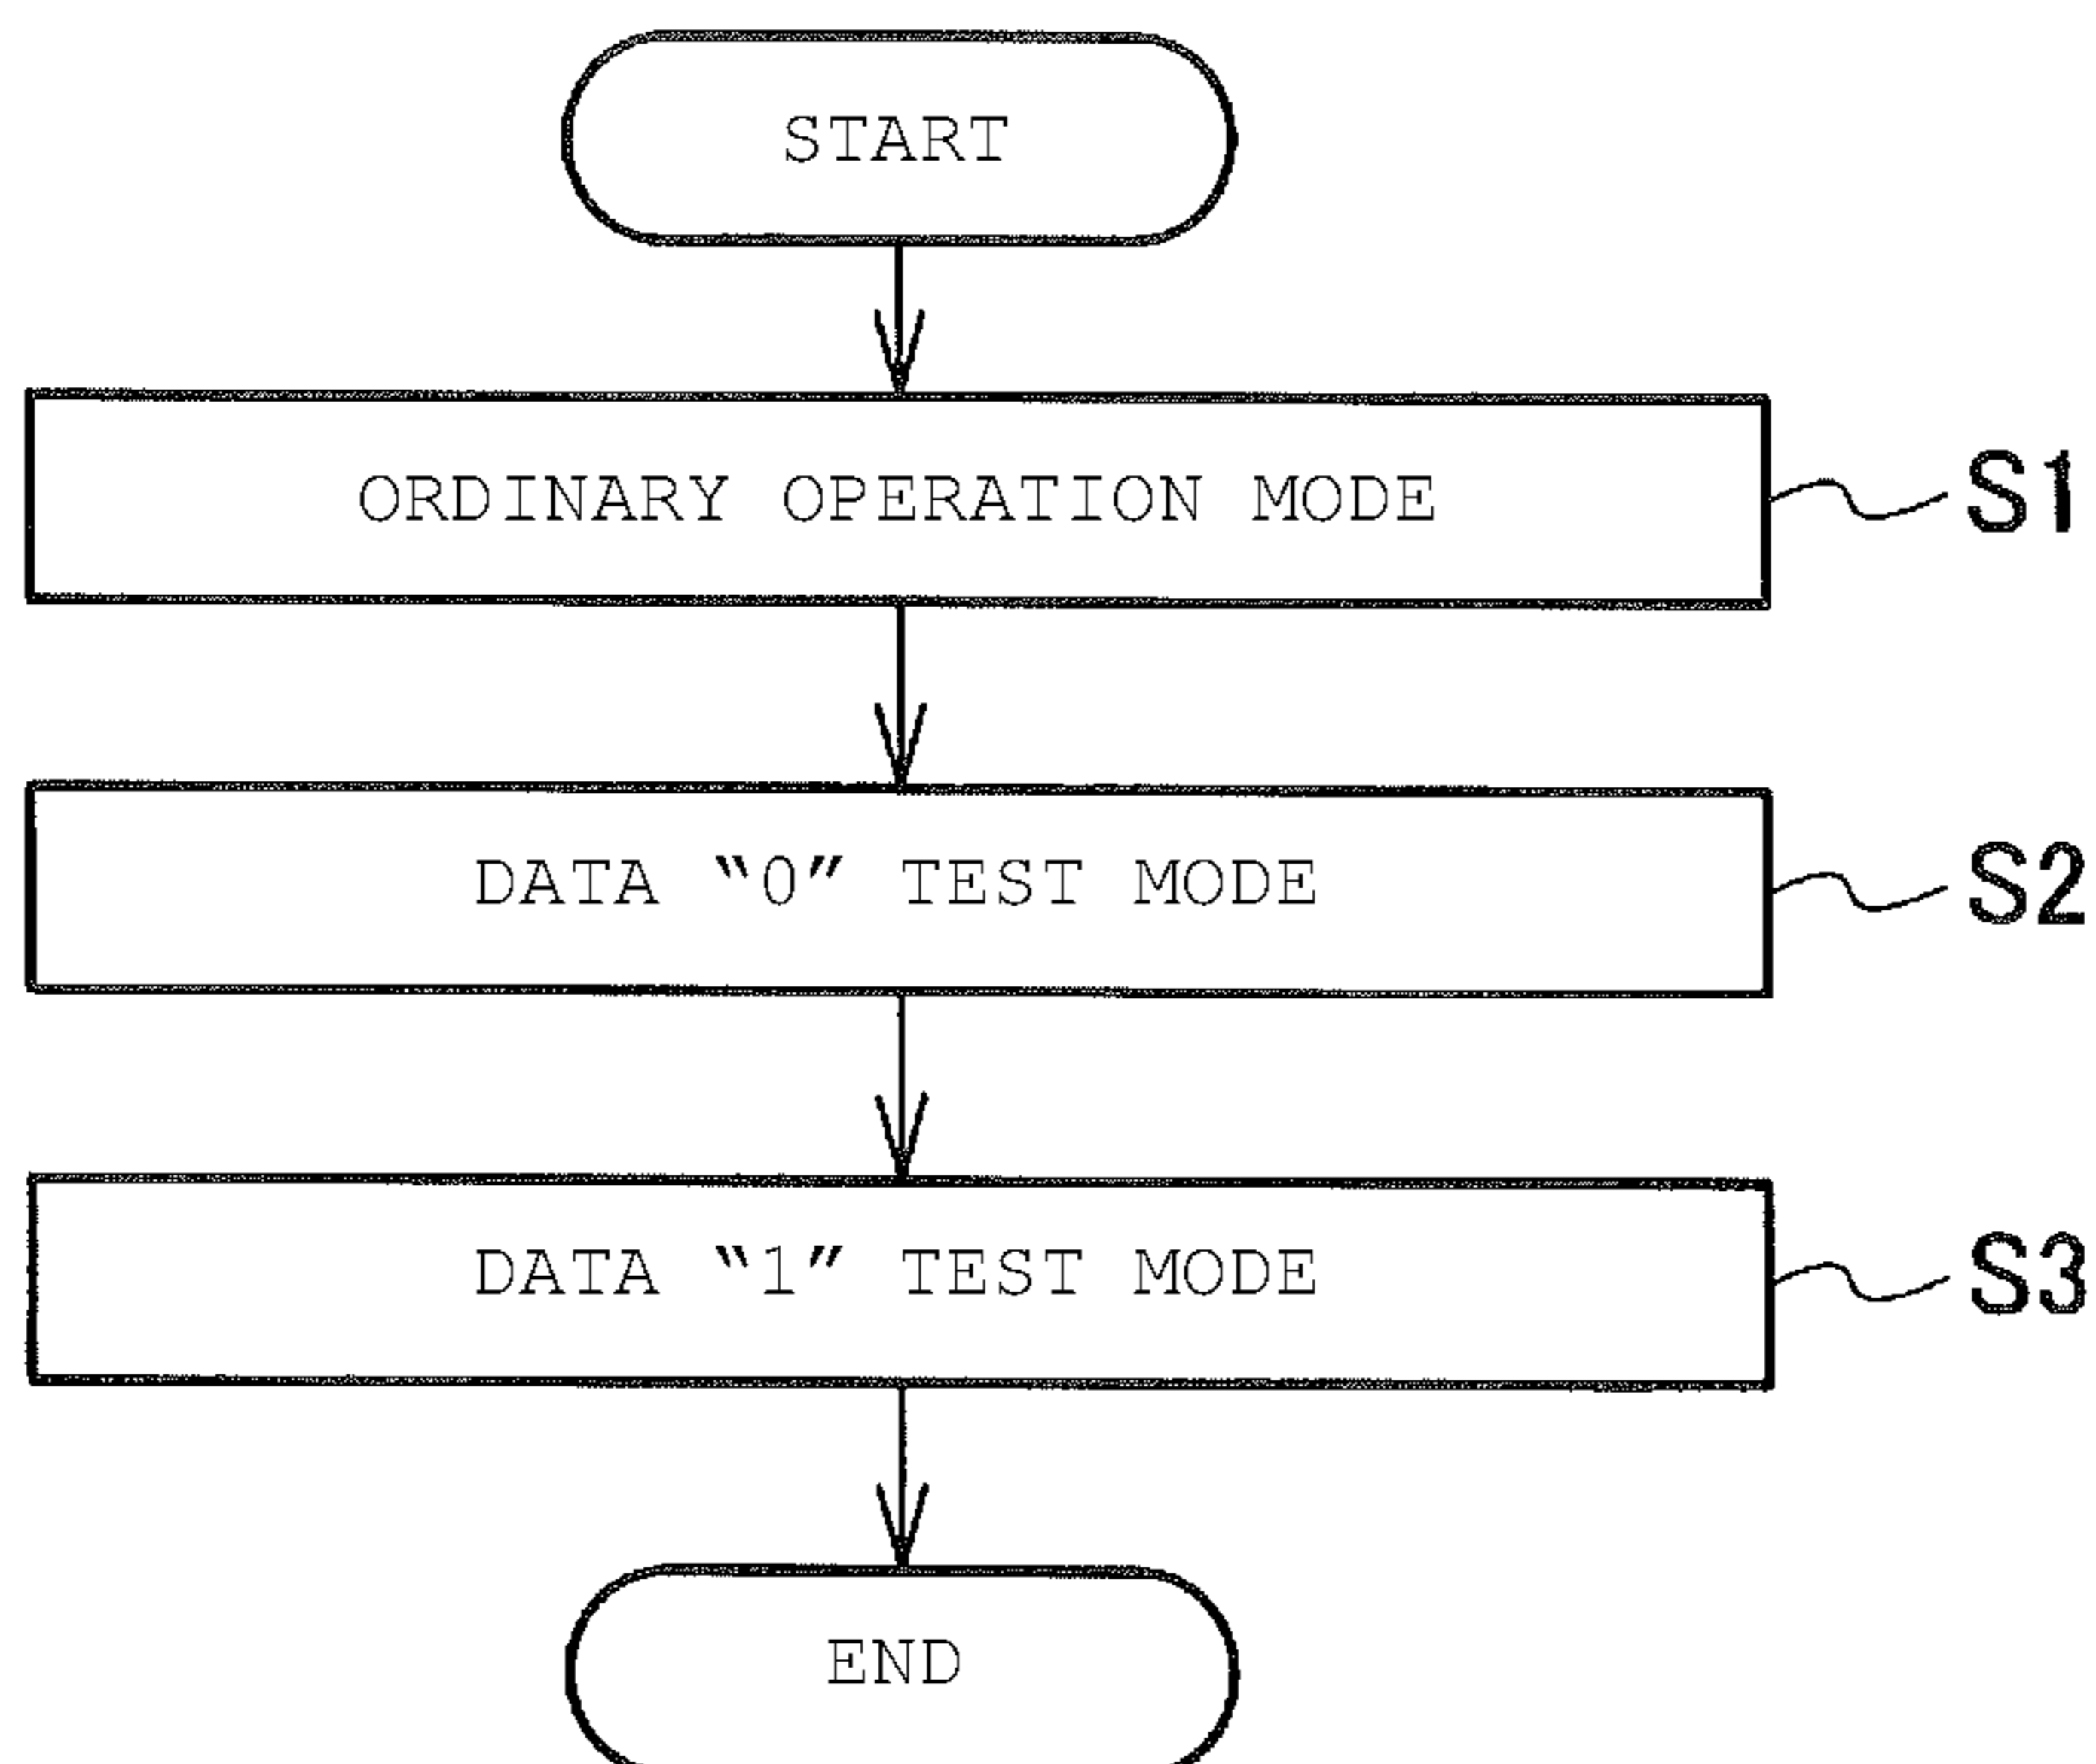 START
ORDINARY OPERATION MODE
S1
DATA “0” TEST MODE
S2
DATA “1” TEST MODE
S3
END